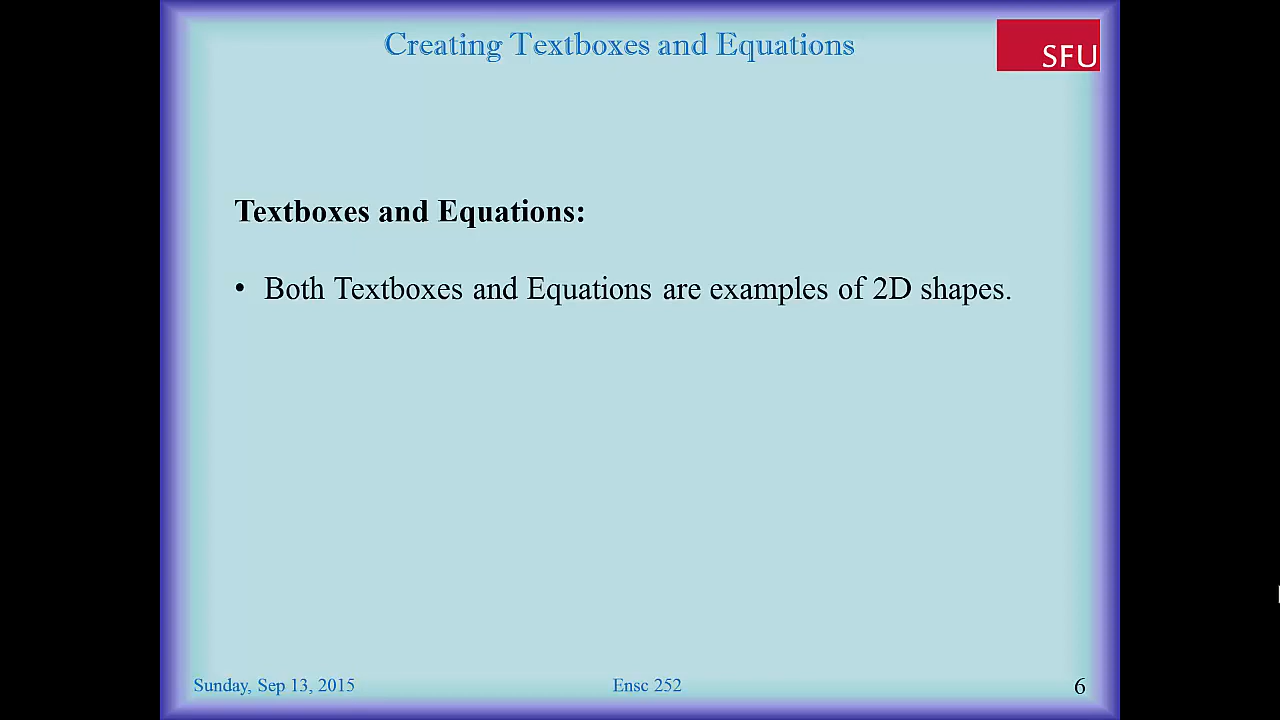 Creating Textboxes and Equations
SFU
Textboxes and Equations:
• Both Textboxes and Equations are examples of 2D shapes.
Sunday, Sep 13, 2015
Ensc 252
6